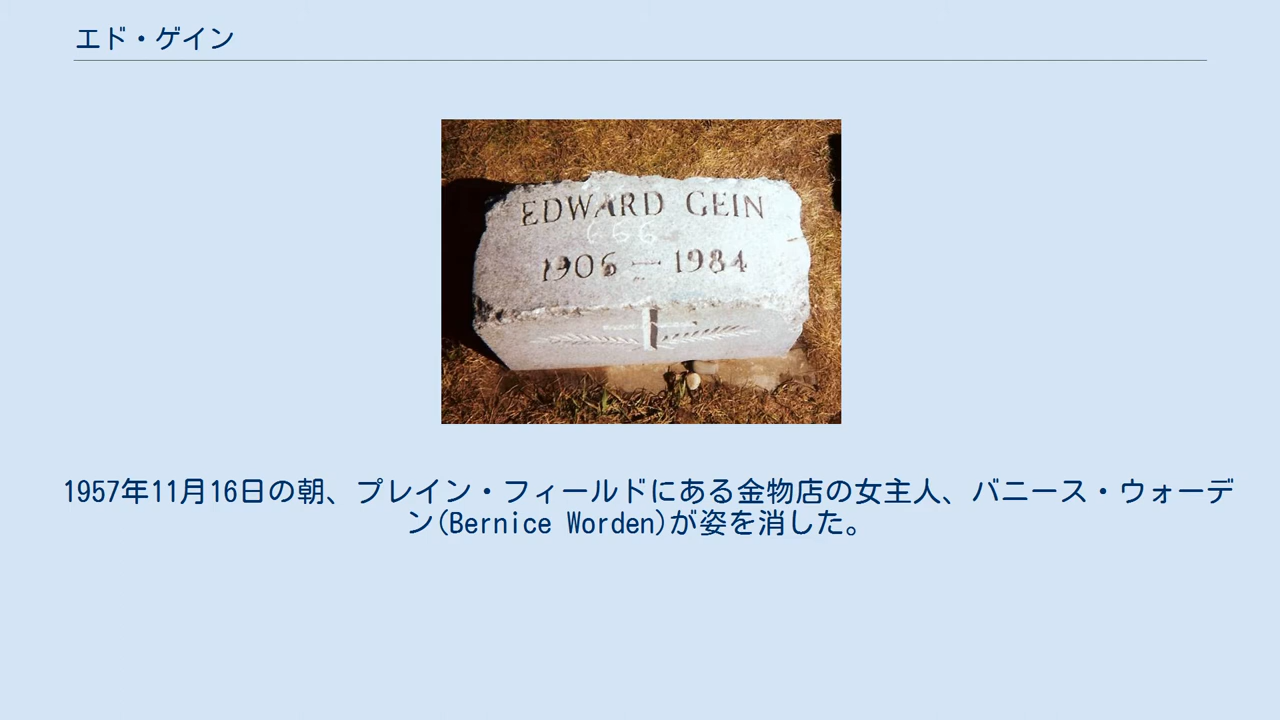 エド・ゲイン
EDWARD GEIN
666
1906 — 1984
1957年11月16日の朝、プレイン・フィールドにある金物店の女主人、バニース・ウォーデ
ン(Bernice Worden)が姿を消した。